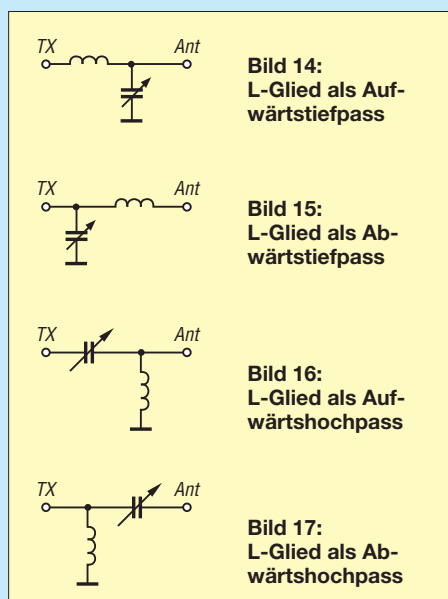 TX Ant
Bild 14:
L-Glied als Auf-
wärtstiefpass
TX Ant
Bild 15:
L-Glied als Ab-
wärtstiefpass
TX Ant
Bild 16:
L-Glied als Auf-
wärtshochpass
TX Ant
Bild 17:
L-Glied als Ab-
wärtshochpass